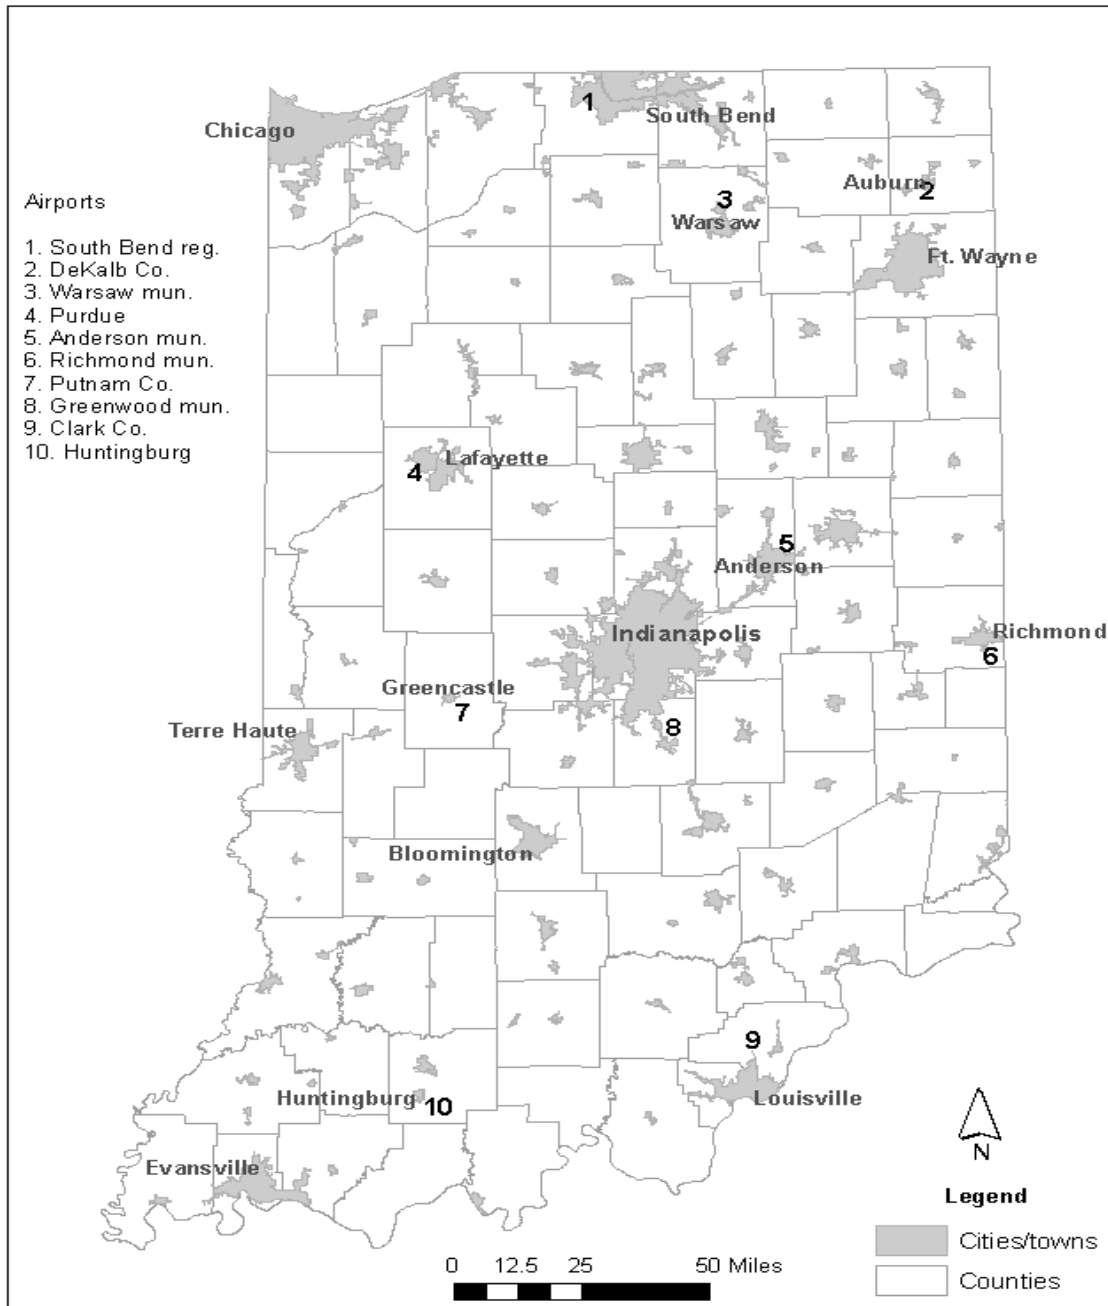 1
South Bend
Chicago
Auburn
2
Airports
3
Warsaw
1. South Bend reg.
2. DeKalb Co.
3. Warsaw mun.
4. Purdue
5. Anderson mun.
6. Richmond mun.
7. Putnam Co.
8. Greenwood mun.
9. Clark Co.
10. Huntingburg
Ft. Wayne
4
Lafayette
5
Anderson
Indianapolis
Richmond
6
Greencastle
7
Terre Haute
8
Bloomington
9
Huntingburg
10
Louisville
Evansville
N
Legend
Cities/towns
Counties
0 12.5 25 50 Miles